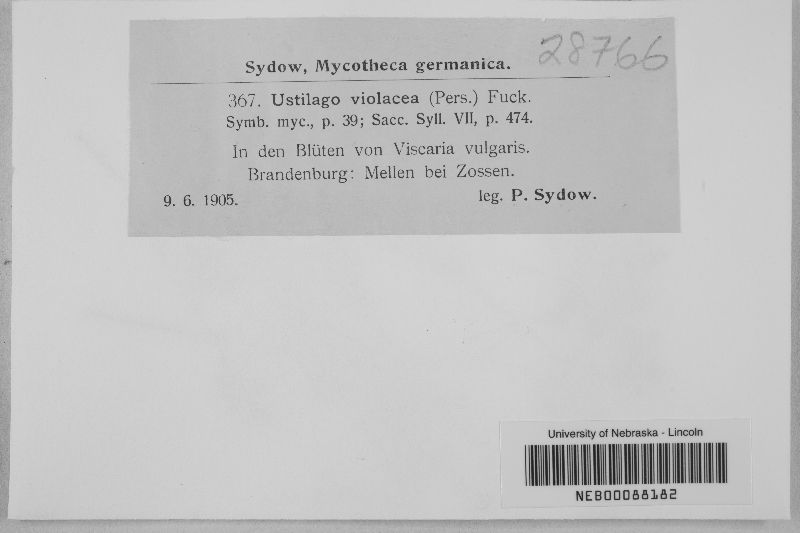 28766
Sydow, Mycotheca germanica.
367. Ustilago violacea (Pers.) Fuck.
Symb. myc., p. 39; Sacc. Syll. VII, p. 474.
In den Blüten von Viscaria vulgaris.
Brandenburg: Mellen bei Zossen.
9. 6. 1905. leg. P. Sydow.
University of Nebraska - Lincoln
NEB00088182